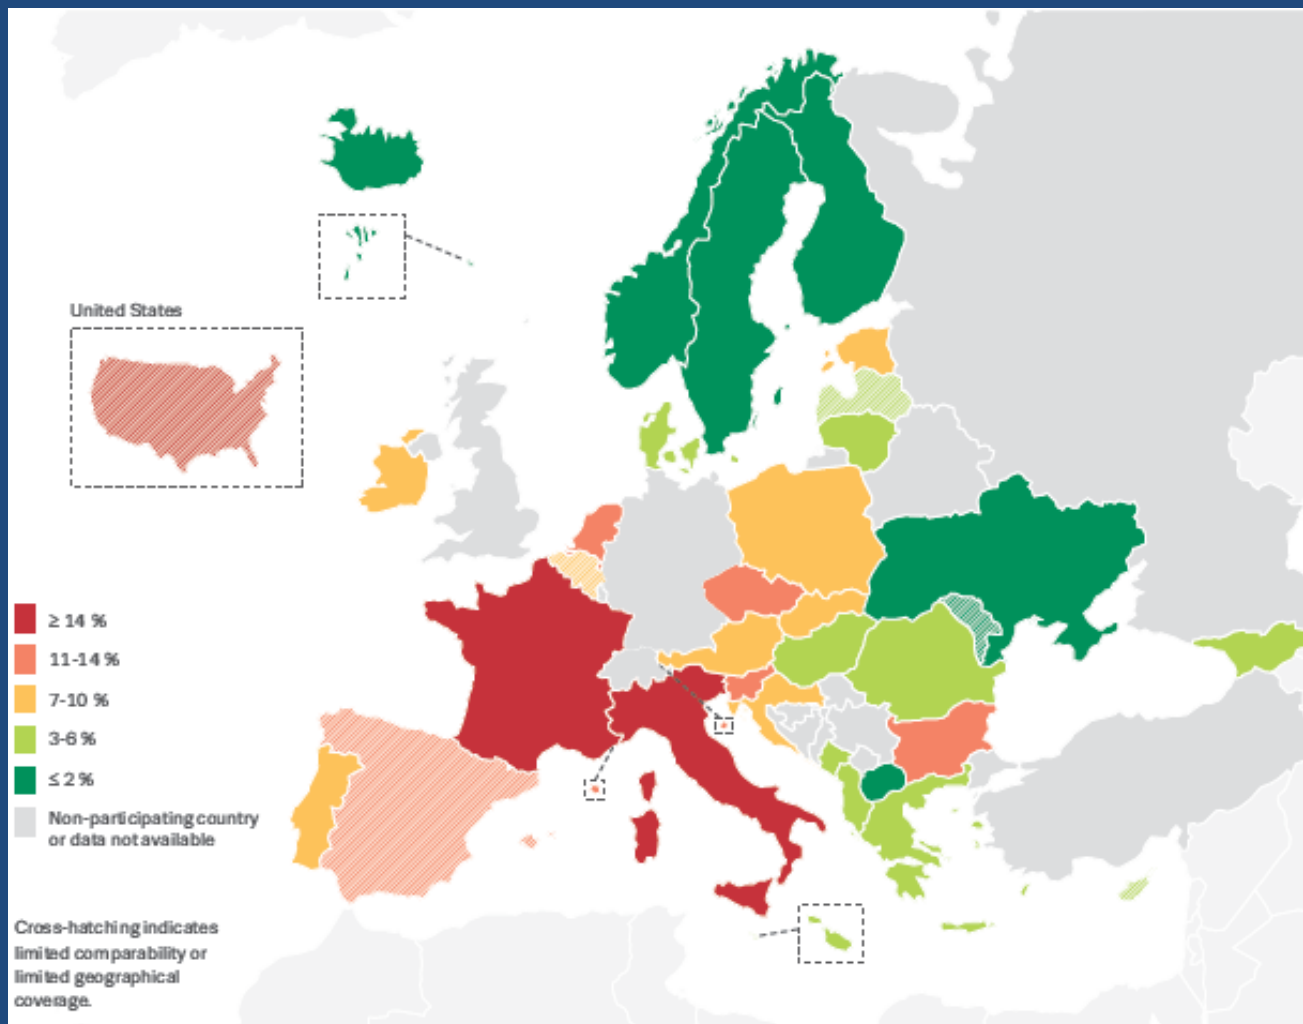 United States
≥ 14 %
11-14 %
7-10 %
3-6 %
≤ 2 %
Non-participating country
or data not available
Cross-hatching indicates
limited comparability or
limited geographical
coverage.